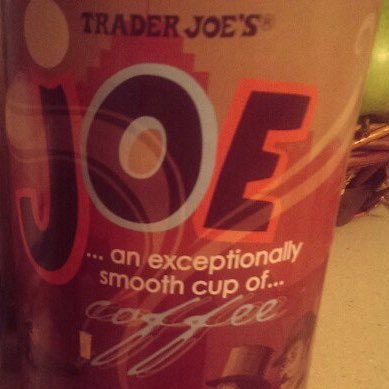 TRADER JOE'S®
JOE
... an exceptionally
smooth cup of...
coffee